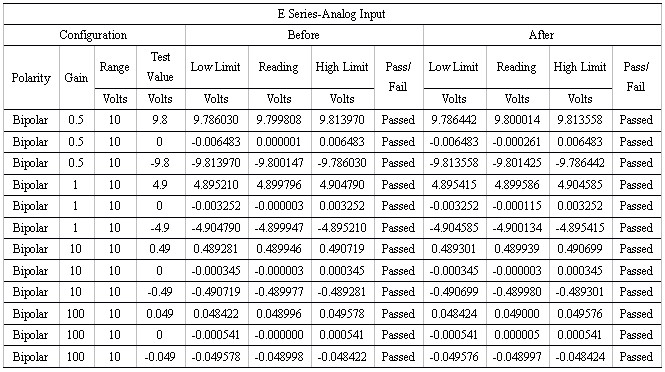 E Series-Analog Input
Configuration Before After
Polarity Gain Range Test Value Low Limit Reading High Limit Pass/ Fail Low Limit Reading High Limit Pass/ Fail
Volts Volts Volts Volts Volts Volts Volts Volts
Bipolar 0.5 10 9.8 9.786030 9.799808 9.813970 Passed 9.786442 9.800014 9.813558 Passed
Bipolar 0.5 10 0 -0.006483 0.000001 0.006483 Passed -0.006483 -0.000261 0.006483 Passed
Bipolar 0.5 10 -9.8 -9.813970 -9.800147 -9.786030 Passed -9.813558 -9.801425 -9.786442 Passed
Bipolar 1 10 4.9 4.895210 4.899796 4.904790 Passed 4.895415 4.899586 4.904585 Passed
Bipolar 1 10 0 -0.003252 -0.000003 0.003252 Passed -0.003252 -0.000115 0.003252 Passed
Bipolar 1 10 -4.9 -4.904790 -4.899947 -4.895210 Passed -4.904585 -4.900134 -4.895415 Passed
Bipolar 10 10 0.49 0.489281 0.489946 0.490719 Passed 0.489301 0.489939 0.490699 Passed
Bipolar 10 10 0 -0.000345 -0.000003 0.000345 Passed -0.000345 -0.000003 0.000345 Passed
Bipolar 10 10 -0.49 -0.490719 -0.489977 -0.489281 Passed -0.490699 -0.489980 -0.489301 Passed
Bipolar 100 10 0.049 0.048422 0.048996 0.049578 Passed 0.048424 0.049000 0.049576 Passed
Bipolar 100 10 0 -0.000541 -0.000000 0.000541 Passed -0.000541 0.000005 0.000541 Passed
Bipolar 100 10 -0.049 -0.049578 -0.048998 -0.048422 Passed -0.049576 -0.048997 -0.048424 Passed